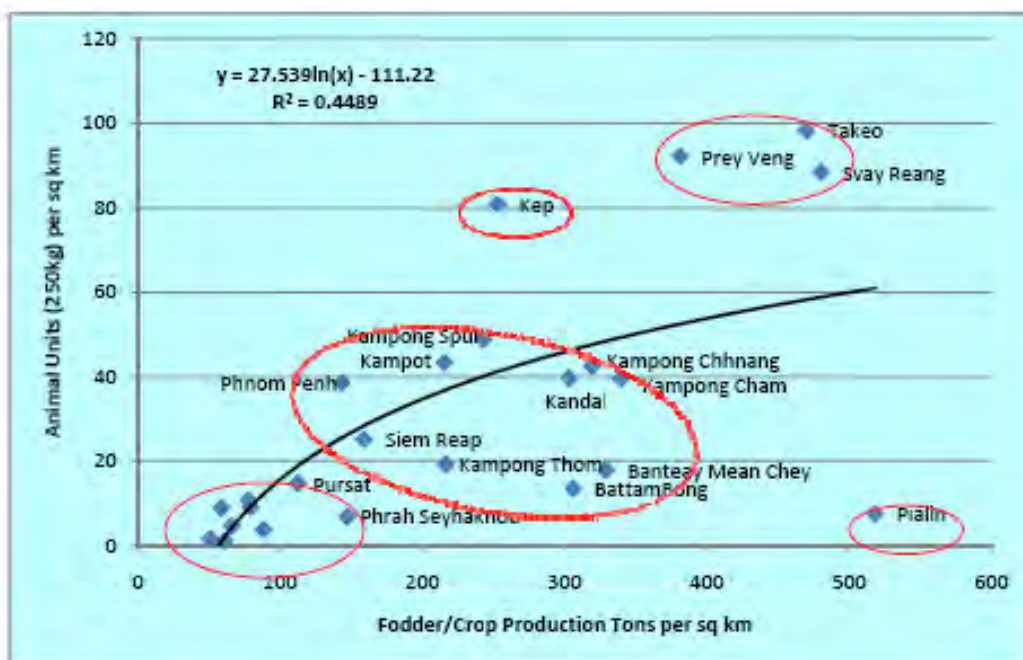 120
100
80
60
40
20
0
y = 27.539ln(x) - 111.22
R² = 0.4489
Animal Units (250kg) per sq km
Takeo
Prey Veng
Svay Reang
Kep
Kampong Spur
Kampot
Kampong Chhnang
Phnom Penh
Kampong Cham
Kandal
Siem Reap
Kampong Thom
Banteay Mean Chey
Pursat
BattamBong
Phrah
Pialin
0
100
200
300
400
500
600
Fodder/Crop Production Tons per sq km